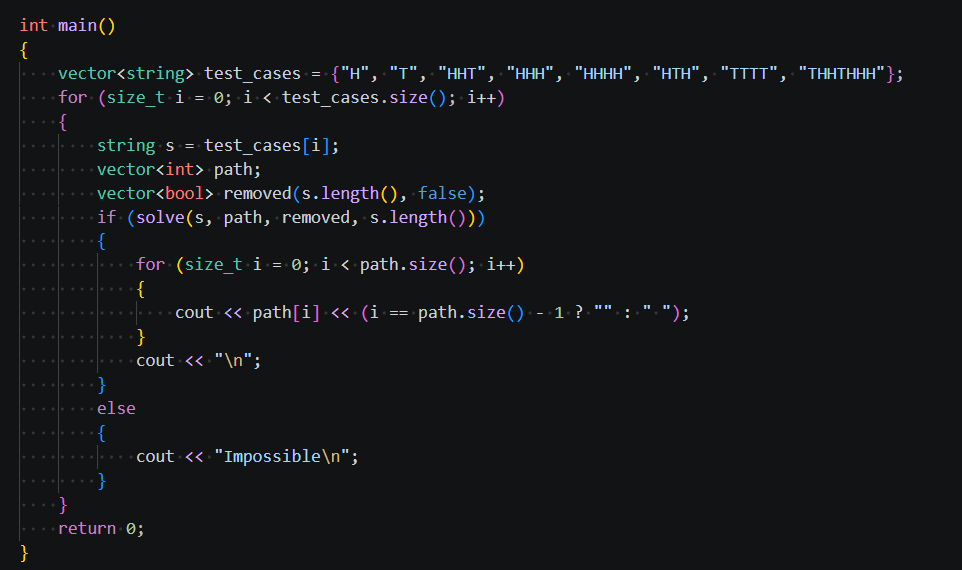 int main()
{
    vector<string> test_cases = {"H", "T", "HHT", "HHH", "HHHH", "HTH", "TTTT", "THHTHHH"};
    for (size_t i = 0; i < test_cases.size(); i++)
    {
        string s = test_cases[i];
        vector<int> path;
        vector<bool> removed(s.length(), false);
        if (solve(s, path, removed, s.length()))
        {
            for (size_t i = 0; i < path.size(); i++)
            {
                cout << path[i] << (i == path.size() - 1 ? "" : " ");
            }
            cout << "\n";
        }
        else
        {
            cout << "Impossible\n";
        }
    }
    return 0;
}